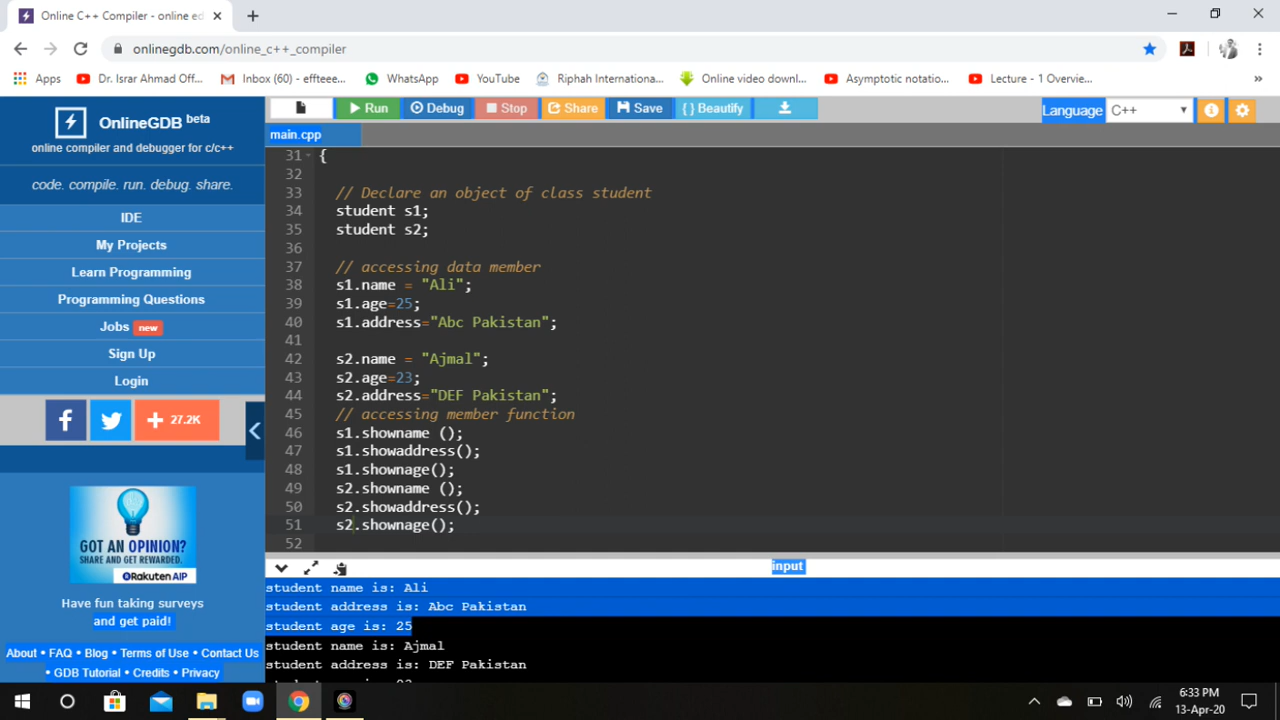 Online C++ Compiler - online ed
onlinegdb.com/online_c++_compiler
Apps
Dr. Israr Ahmad Off...
Inbox (60) - effteee...
WhatsApp
YouTube
Riphah Internationa...
Online video downl...
Asymptotic notatio...
Lecture - 1 Overvie...
»
OnlineGDB beta
online compiler and debugger for c/c++
code. compile. run. debug. share.
IDE
My Projects
Learn Programming
Programming Questions
Jobs new
Sign Up
Login
f
+ 27.2K
GOT AN OPINION?
SHARE AND GET REWARDED.
Rakuten AIP
Have fun taking surveys
and get paid!
About • FAQ • Blog • Terms of Use • Contact Us
• GDB Tutorial • Credits • Privacy
Run
Debug
Stop
Share
Save
{ } Beautify
Language C++
main.cpp
31 {
32
33 // Declare an object of class student
34 student s1;
35 student s2;
36
37 // accessing data member
38 s1.name = "Ali";
39 s1.age=25;
40 s1.address="Abc Pakistan";
41
42 s2.name = "Ajmal";
43 s2.age=23;
44 s2.address="DEF Pakistan";
45 // accessing member function
46 s1.showname ();
47 s1.showaddress();
48 s1.shownage();
49 s2.showname ();
50 s2.showaddress();
51 s2.shownage();
52
input
student name is: Ali
student address is: Abc Pakistan
student age is: 25
student name is: Ajmal
student address is: DEF Pakistan
6:33 PM
13-Apr-20